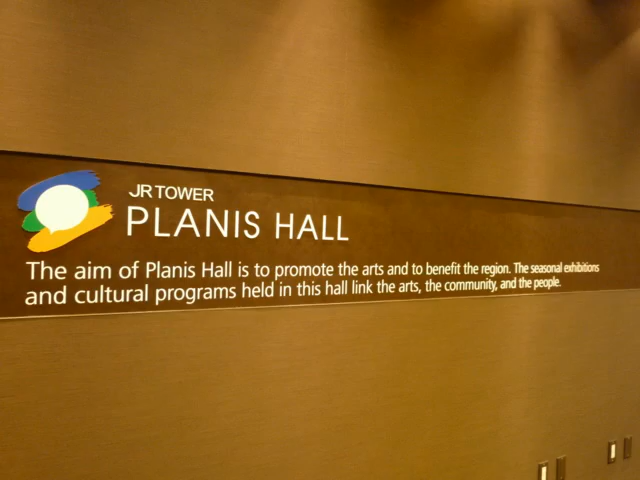 JR TOWER
PLANIS HALL
The aim of Planis Hall is to promote the arts and to benefit the region. The seasonal exhibitions
and cultural programs held in this hall link the arts, the community, and the people.